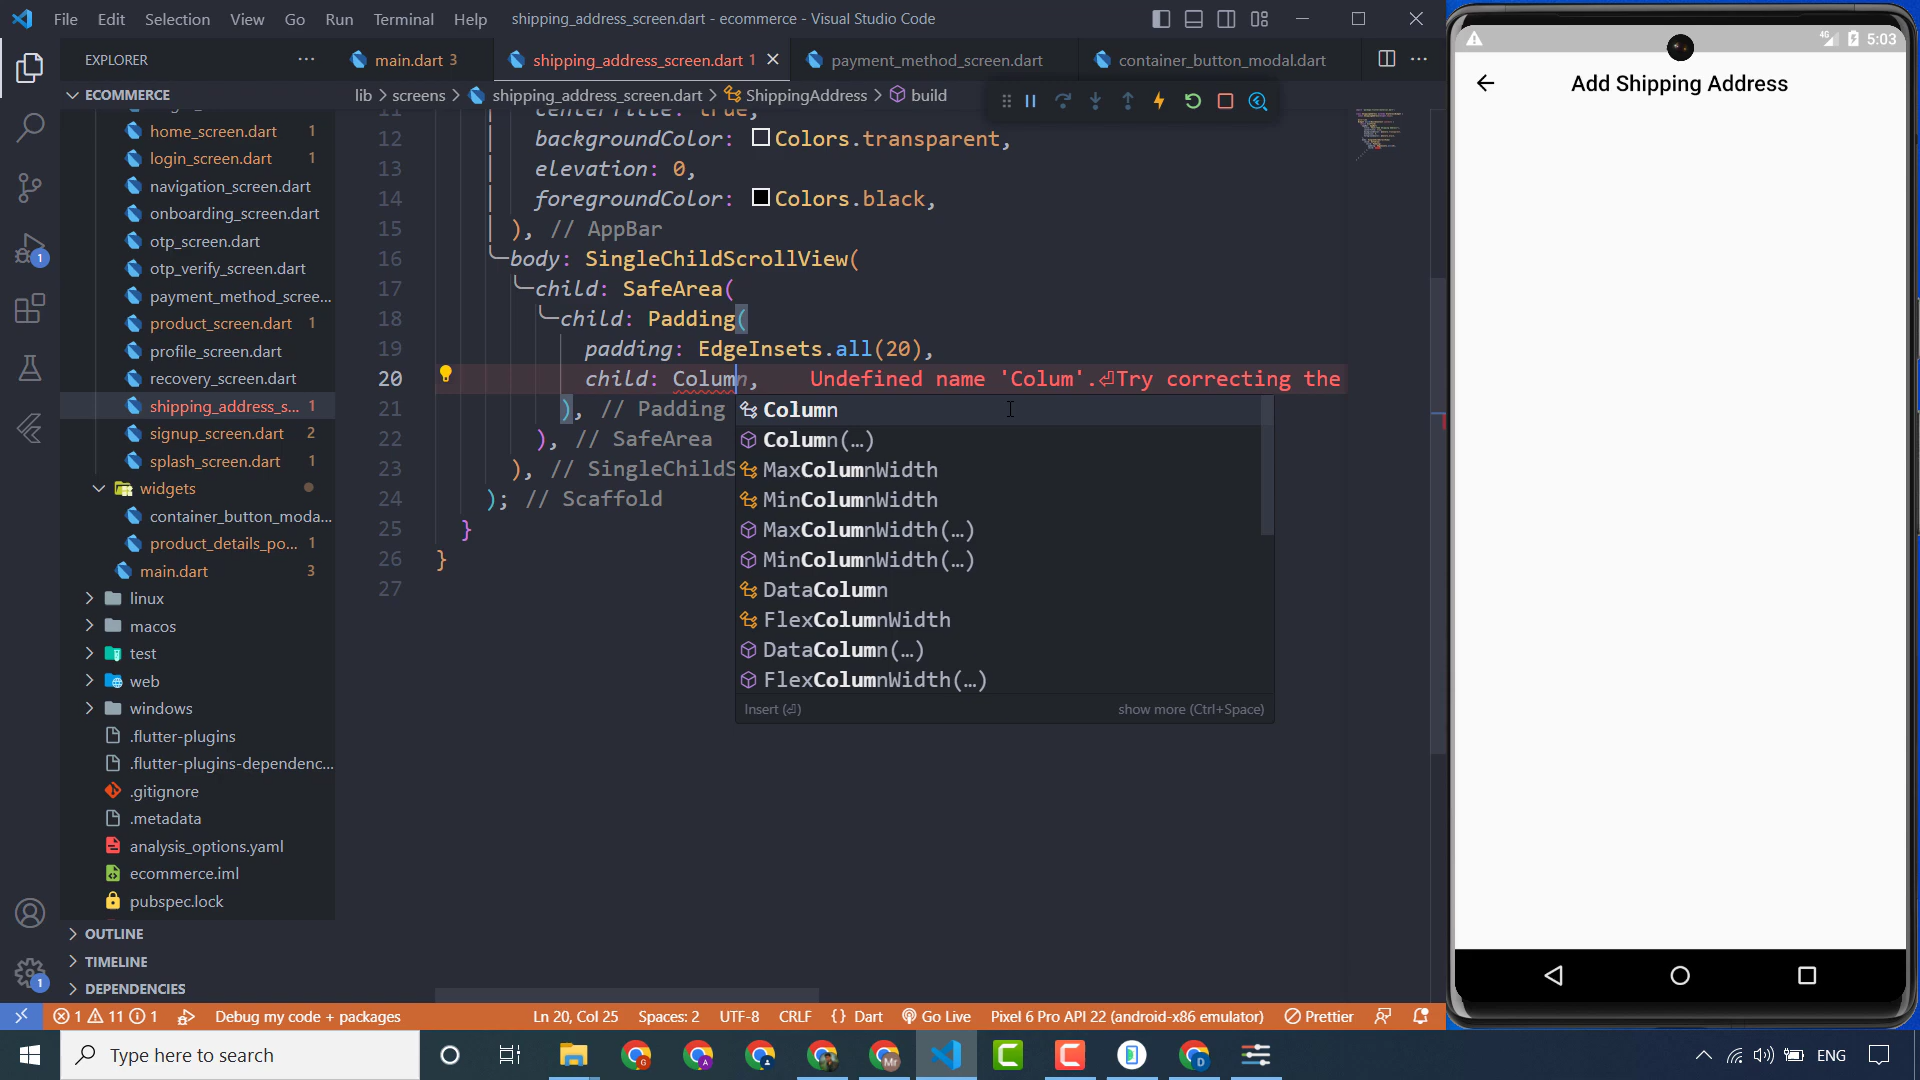 File Edit Selection View Go Run Terminal Help
shipping_address_screen.dart - ecommerce - Visual Studio Code
EXPLORER
main.dart 3
shipping_address_screen.dart 1
payment_method_screen.dart
container_button_modal.dart
ECOMMERCE
lib > screens > shipping_address_screen.dart > ShippingAddress > build
home_screen.dart 1
login_screen.dart 1
navigation_screen.dart
onboarding_screen.dart
otp_screen.dart
otp_verify_screen.dart
payment_method_scree...
product_screen.dart 1
profile_screen.dart
recovery_screen.dart
shipping_address_s... 1
signup_screen.dart 2
splash_screen.dart 1
widgets
container_button_moda...
product_details_po... 1
main.dart 3
linux
macos
test
web
windows
.flutter-plugins
.flutter-plugins-dependenc...
.gitignore
.metadata
analysis_options.yaml
ecommerce.iml
pubspec.lock
OUTLINE
TIMELINE
DEPENDENCIES
11 centerTitle: true,
12 backgroundColor: Colors.transparent,
13 elevation: 0,
14 foregroundColor: Colors.black,
15 ), // AppBar
16 body: SingleChildScrollView(
17 child: SafeArea(
18 child: Padding(
19 padding: EdgeInsets.all(20),
20 child: Column, Undefined name 'Colum'.⏎Try correcting the
21 ), // Padding
22 ), // SafeArea
23 ), // SingleChildS
24 ); // Scaffold
25 }
26 }
27
Column
Column(…)
MaxColumnWidth
MinColumnWidth
MaxColumnWidth(…)
MinColumnWidth(…)
DataColumn
FlexColumnWidth
DataColumn(…)
FlexColumnWidth(…)
Insert (⏎) show more (Ctrl+Space)
1 11 1 Debug my code + packages Ln 20, Col 25 Spaces: 2 UTF-8 CRLF {} Dart Go Live Pixel 6 Pro API 22 (android-x86 emulator) Prettier
Type here to search
ENG
4G 5:03
Add Shipping Address